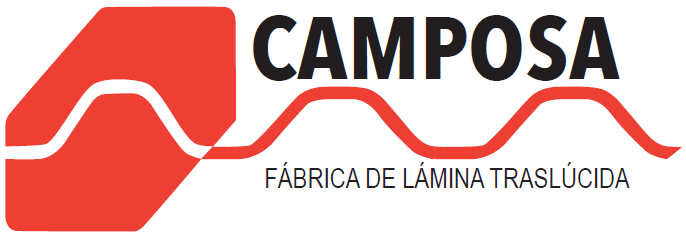 CAMPOSA
FÁBRICA DE LÁMINA TRASLÚCIDA